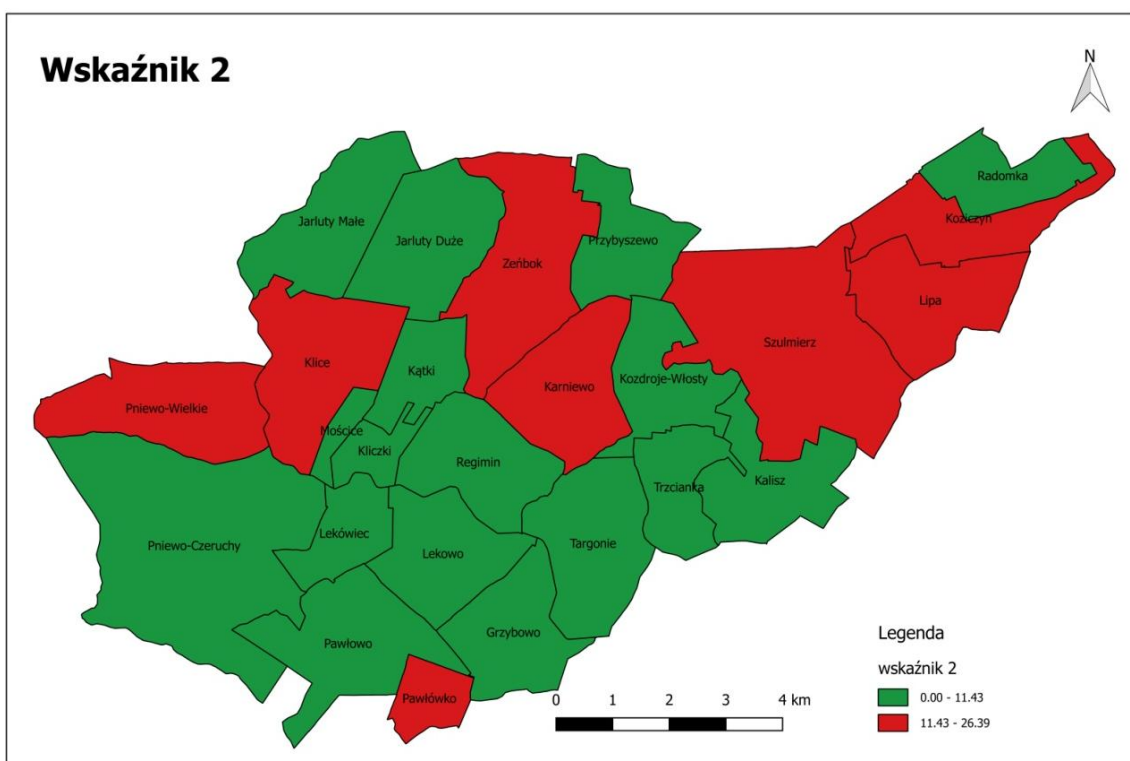 Wskaźnik 2
N
Radomka
Koziczyn
Jarluty Małe
Jarluty Duże
Przybyszewo
Zeńbok
Lipa
Szulmierz
Klice
Kątki
Kozdroje-Włosty
Karniewo
Pniewo-Wielkie
Mościce
Kliczki
Regimin
Trzcianka
Kalisz
Lekówiec
Pniewo-Czeruchy
Lekowo
Targonie
Grzybowo
Pawłowo
Pawłówko
Legenda
wskaźnik 2
0.00 - 11.43
11.43 - 26.39
0 1 2 3 4 km